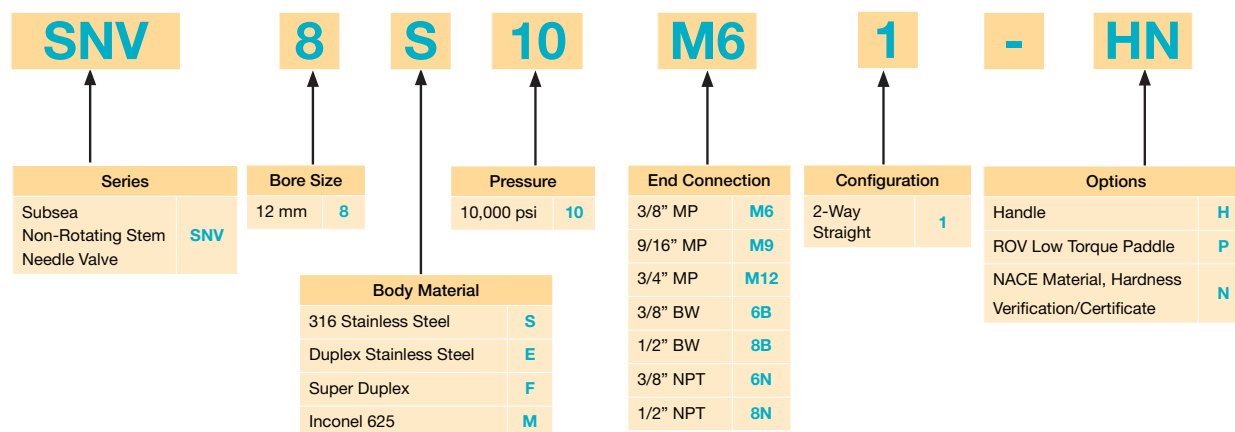 SNV 8 S 10 M6 1 - HN
Series
Subsea
Non-Rotating Stem SNV
Needle Valve
Bore Size
12 mm 8
Body Material
316 Stainless Steel S
Duplex Stainless Steel E
Super Duplex F
Inconel 625 M
Pressure
10,000 psi 10
End Connection
3/8” MP M6
9/16” MP M9
3/4” MP M12
3/8” BW 6B
1/2” BW 8B
3/8” NPT 6N
1/2” NPT 8N
Configuration
2-Way
Straight 1
Options
Handle H
ROV Low Torque Paddle P
NACE Material, Hardness
Verification/Certificate N